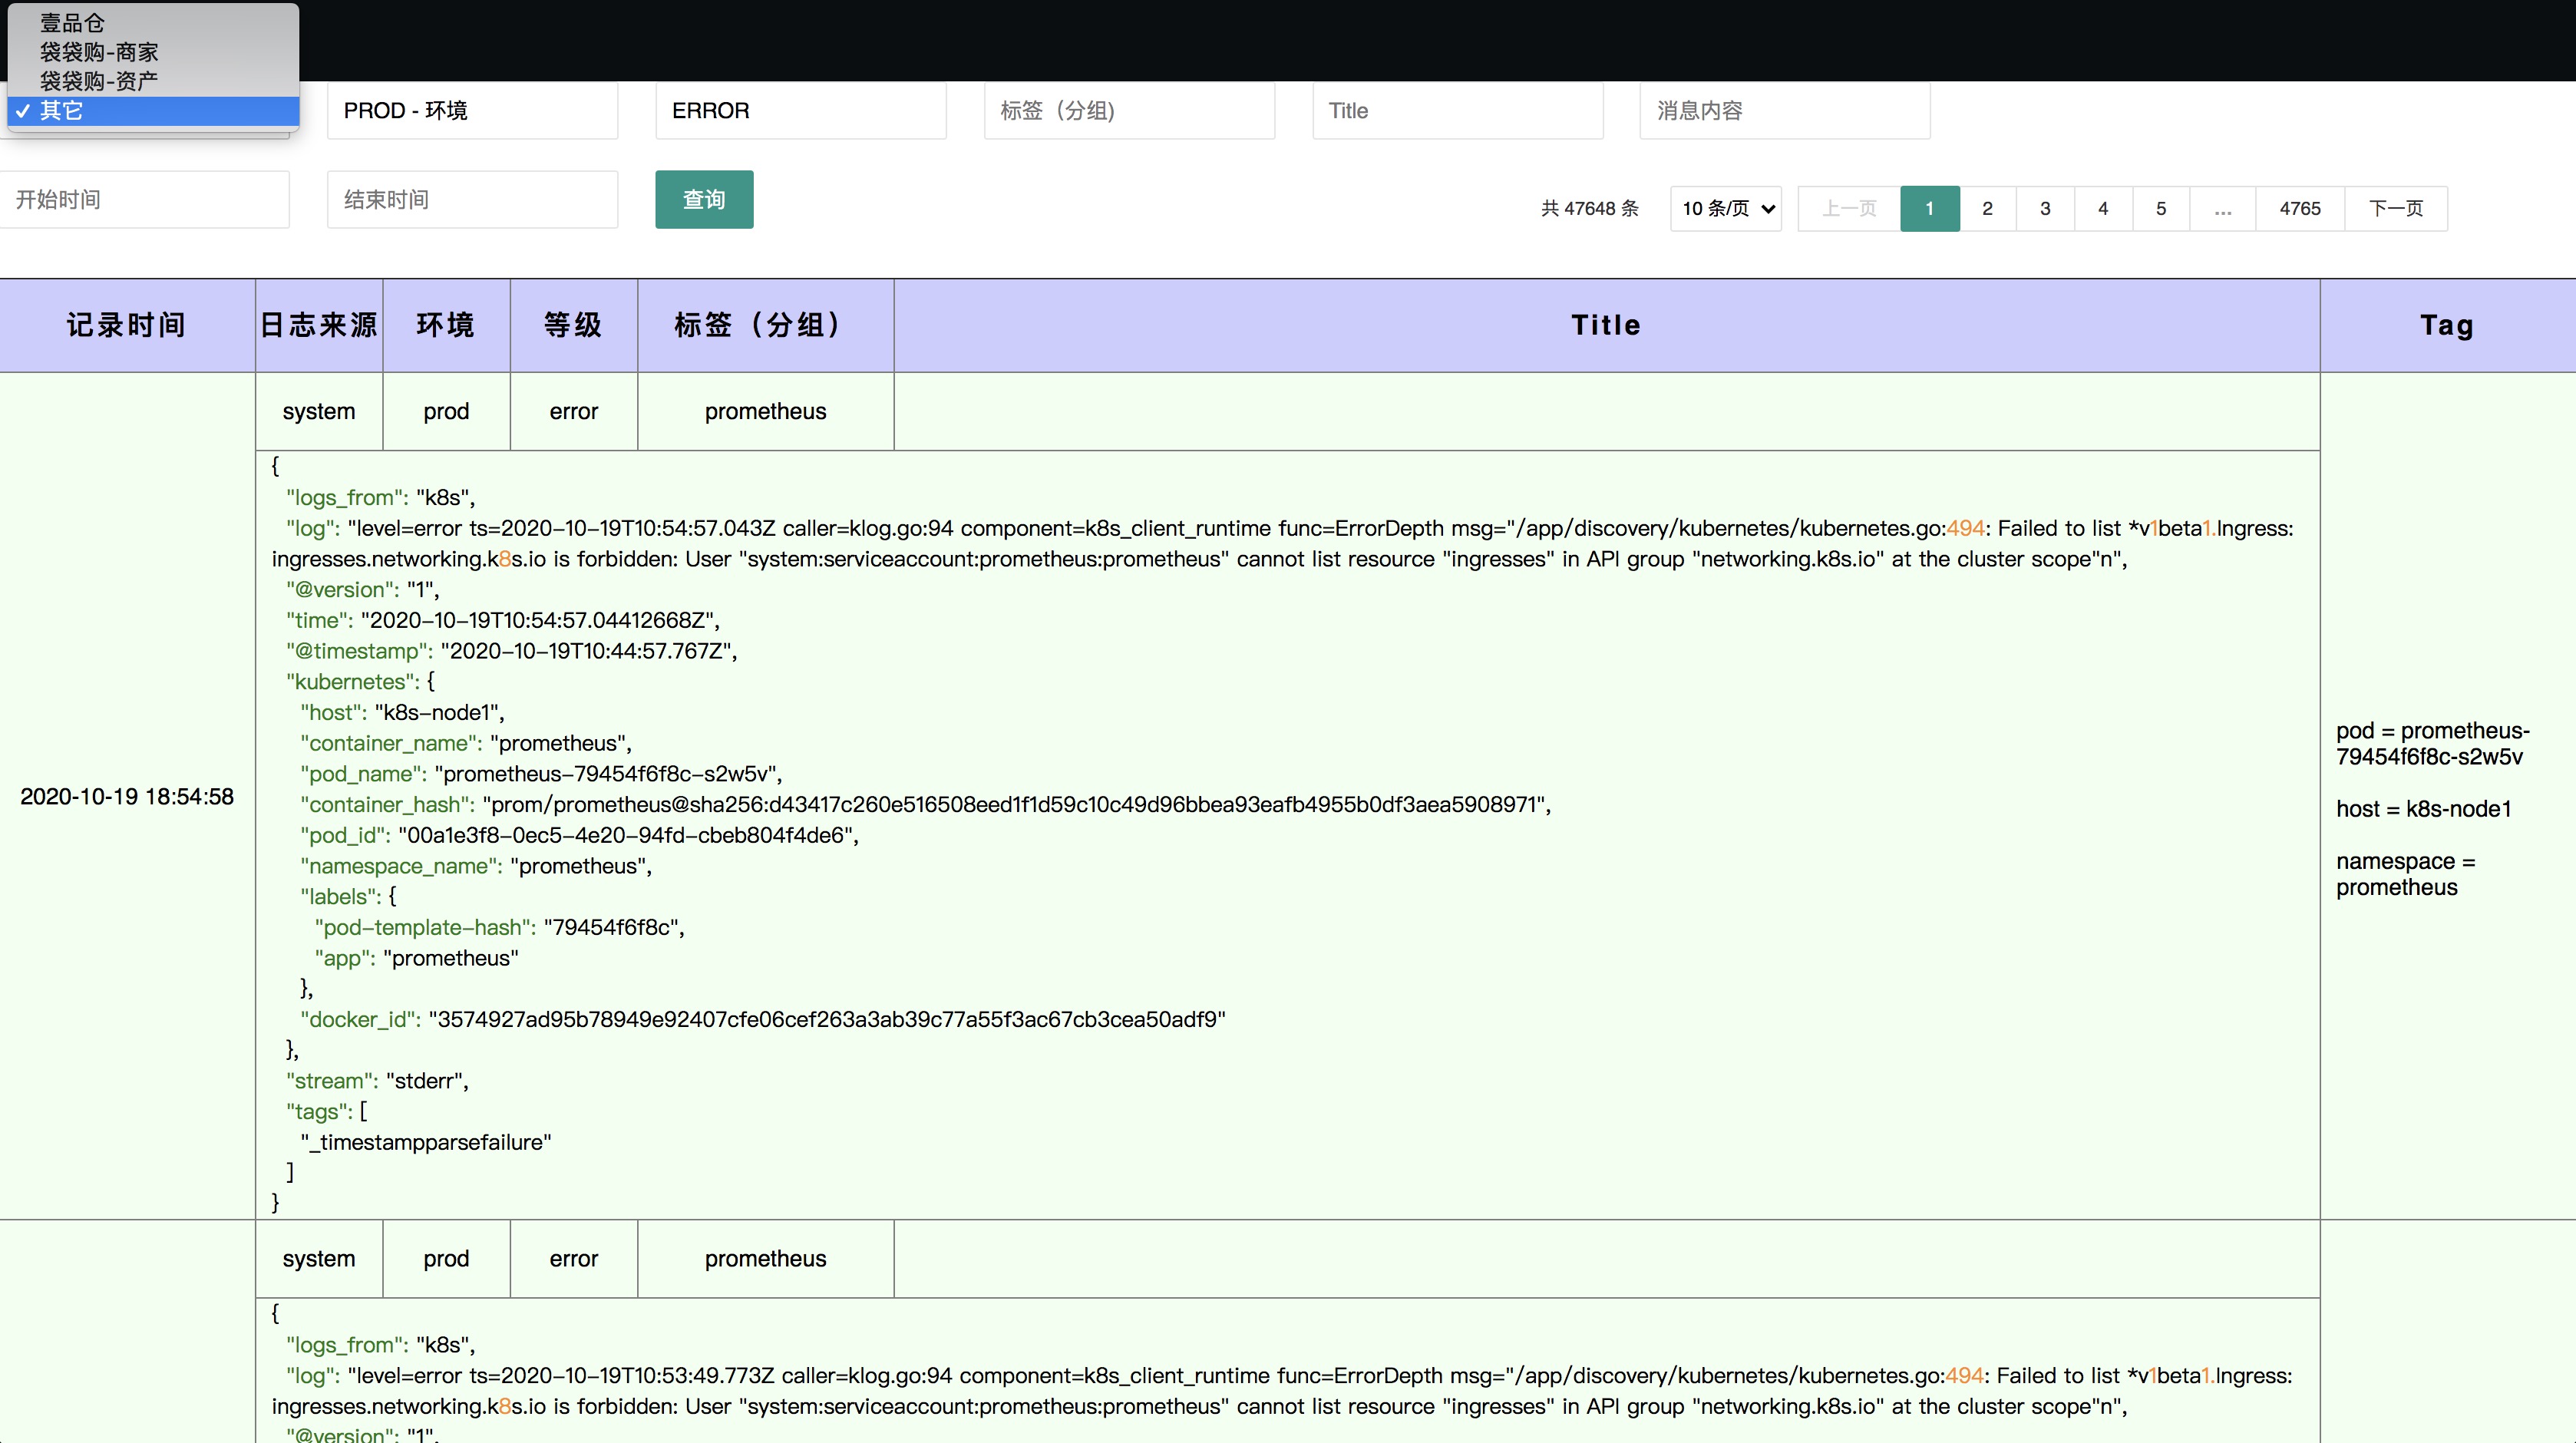 壹品仓
袋袋购-商家
袋袋购-资产
✓ 其它
PROD - 环境
ERROR
标签（分组)
Title
消息内容
开始时间
结束时间
查询
共 47648 条
10 条/页
上一页
1
2
3
4
5
...
4765
下一页
记录时间
日志来源
环境
等级
标签（分组）
Title
Tag
system
prod
error
prometheus
2020-10-19 18:54:58
{
"logs_from": "k8s",
"log": "level=error ts=2020-10-19T10:54:57.043Z caller=klog.go:94 component=k8s_client_runtime func=ErrorDepth msg="/app/discovery/kubernetes/kubernetes.go:494: Failed to list *v1beta1.Ingress:
ingresses.networking.k8s.io is forbidden: User "system:serviceaccount:prometheus:prometheus" cannot list resource "ingresses" in API group "networking.k8s.io" at the cluster scope"n",
"@version": "1",
"time": "2020-10-19T10:54:57.04412668Z",
"@timestamp": "2020-10-19T10:44:57.767Z",
"kubernetes": {
"host": "k8s-node1",
"container_name": "prometheus",
"pod_name": "prometheus-79454f6f8c-s2w5v",
"container_hash": "prom/prometheus@sha256:d43417c260e516508eed1f1d59c10c49d96bbea93eafb4955b0df3aea5908971",
"pod_id": "00a1e3f8-0ec5-4e20-94fd-cbeb804f4de6",
"namespace_name": "prometheus",
"labels": {
"pod-template-hash": "79454f6f8c",
"app": "prometheus"
},
"docker_id": "3574927ad95b78949e92407cfe06cef263a3ab39c77a55f3ac67cb3cea50adf9"
},
"stream": "stderr",
"tags": [
"_timestampparsefailure"
]
}
pod = prometheus-
79454f6f8c-s2w5v
host = k8s-node1
namespace =
prometheus
system
prod
error
prometheus
{
"logs_from": "k8s",
"log": "level=error ts=2020-10-19T10:53:49.773Z caller=klog.go:94 component=k8s_client_runtime func=ErrorDepth msg="/app/discovery/kubernetes/kubernetes.go:494: Failed to list *v1beta1.Ingress:
ingresses.networking.k8s.io is forbidden: User "system:serviceaccount:prometheus:prometheus" cannot list resource "ingresses" in API group "networking.k8s.io" at the cluster scope"n",
"@version": "1",